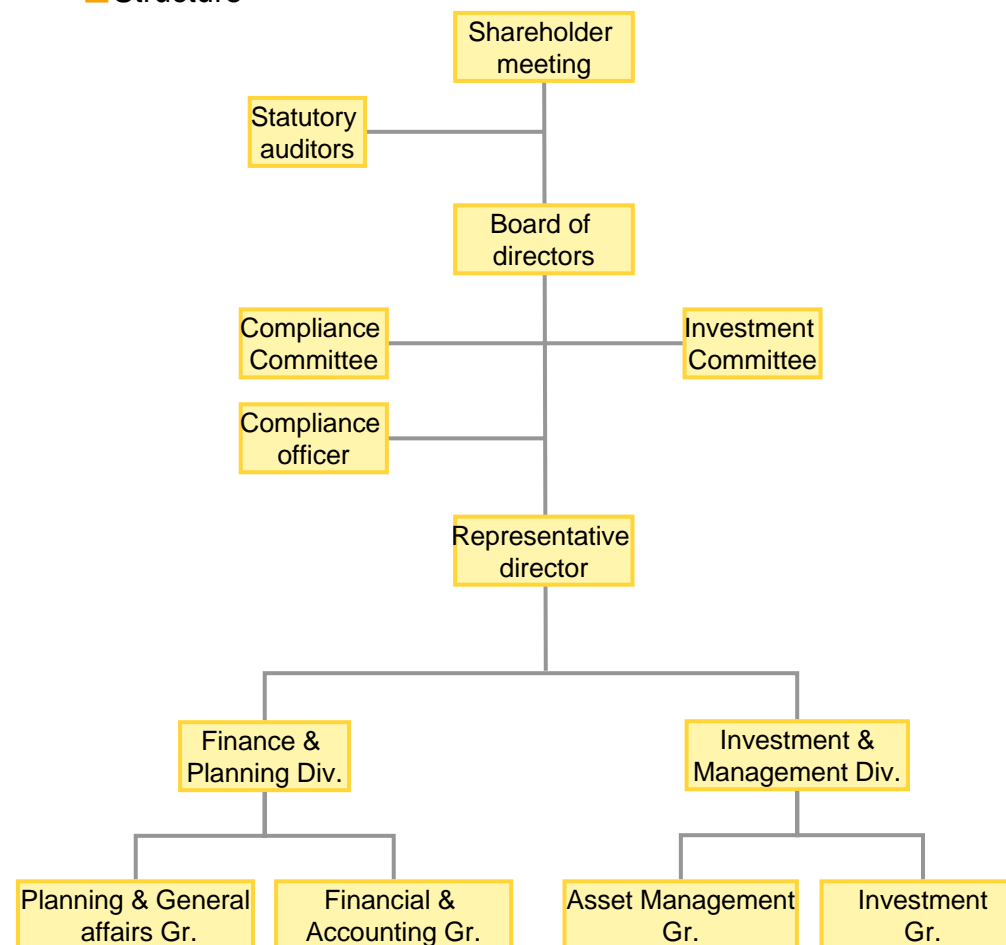 Structure
Shareholder
meeting
Statutory
auditors
Board of
directors
Compliance
Committee
Investment
Committee
Compliance
officer
Representative
director
Finance &
Planning Div.
Investment &
Management Div.
Planning & General
affairs Gr.
Financial &
Accounting Gr.
Asset Management
Gr.
Investment
Gr.